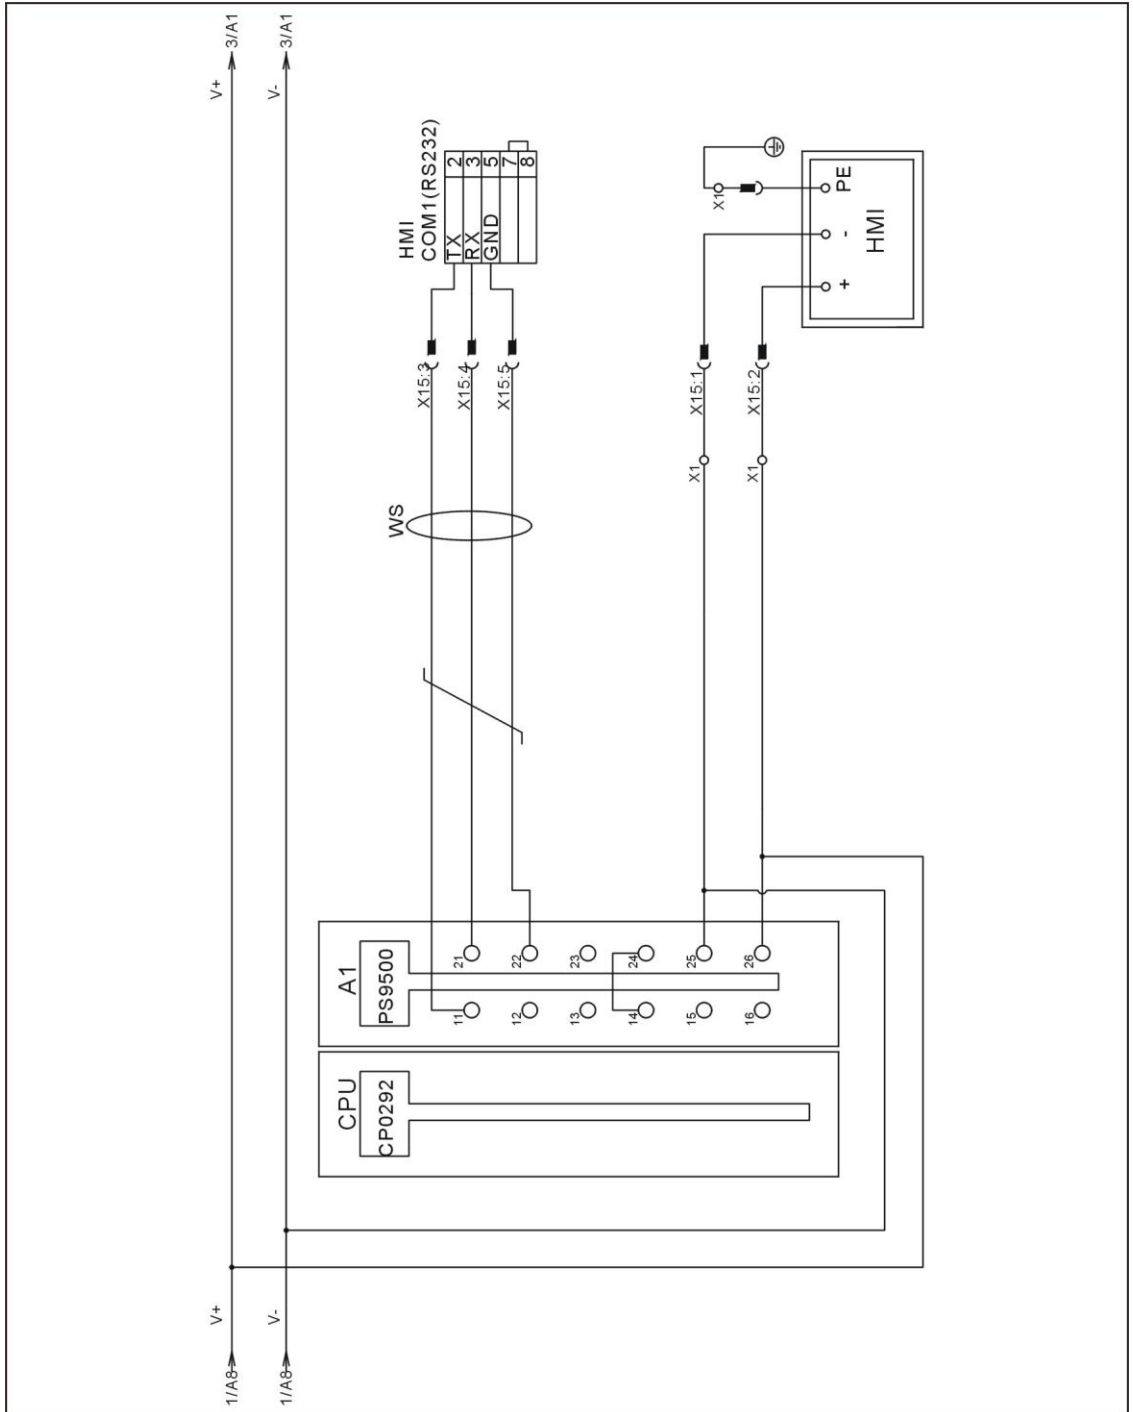 3/A1
3/A1
V+
V-
HMI
COM1(RS232)
TX 2
RX 3
GND 5
7
8
X1
PE
-
+
HMI
X15:3
X15:4
X15:5
X15:1
X15:2
X1
X1
WS
A1
PS9500
21
22
23
24
25
26
11
12
13
14
15
16
CPU
CP0292
V+
V-
1/A8
1/A8